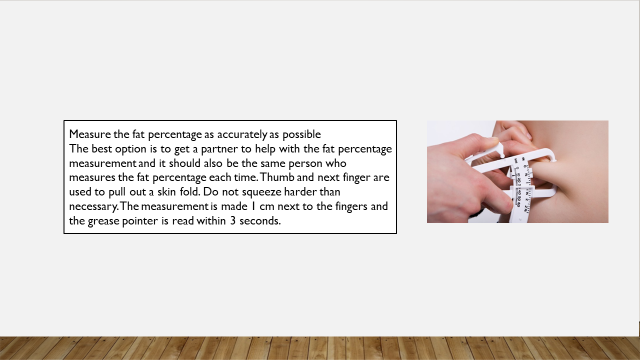 Measure the fat percentage as accurately as possible
The best option is to get a partner to help with the fat percentage
measurement and it should also be the same person who
measures the fat percentage each time. Thumb and next finger are
used to pull out a skin fold. Do not squeeze harder than
necessary. The measurement is made 1 cm next to the fingers and
the grease pointer is read within 3 seconds.